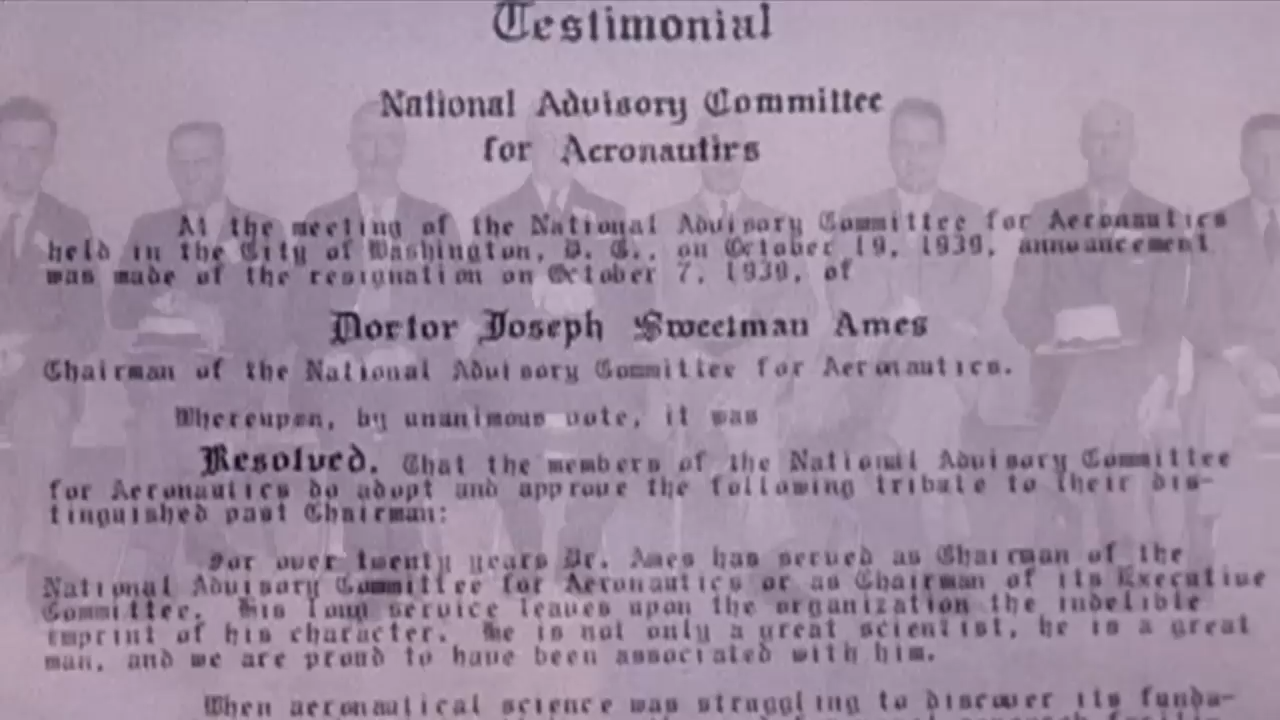 Testimonial
National Advisory Committee
for Aeronautics
At the meeting of the National Advisory Committee for Aeronautics
held in the City of Washington, D. C., on October 19, 1939, announcement
was made of the resignation on October 7, 1939, of
Doctor Joseph Sweetman Ames
Chairman of the National Advisory Committee for Aeronautics.
Whereupon, by unanimous vote, it was
Resolved, That the members of the National Advisory Committee
for Aeronautics do adopt and approve the following tribute to their dis-
tinguished past Chairman:
For over twenty years Dr. Ames has served as Chairman of the
National Advisory Committee for Aeronautics or as Chairman of its Executive
Committee. His long service leaves upon the organization the indelible
imprint of his character. He is not only a great scientist, he is a great
man, and we are proud to have been associated with him.
When aeronautical science was struggling to discover its funda-